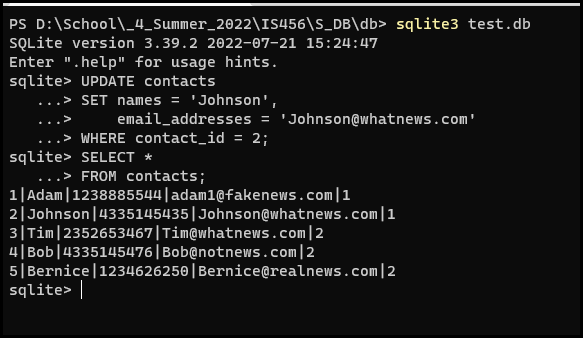 PS D:\School\_4_Summer_2022\IS456\S_DB\db> sqlite3 test.db
SQLite version 3.39.2 2022-07-21 15:24:47
Enter ".help" for usage hints.
sqlite> UPDATE contacts
   ...> SET names = 'Johnson',
   ...>     email_addresses = 'Johnson@whatnews.com'
   ...> WHERE contact_id = 2;
sqlite> SELECT *
   ...> FROM contacts;
1|Adam|1238885544|adam1@fakenews.com|1
2|Johnson|4335145435|Johnson@whatnews.com|1
3|Tim|2352653467|Tim@whatnews.com|2
4|Bob|4335145476|Bob@notnews.com|2
5|Bernice|1234626250|Bernice@realnews.com|2
sqlite>